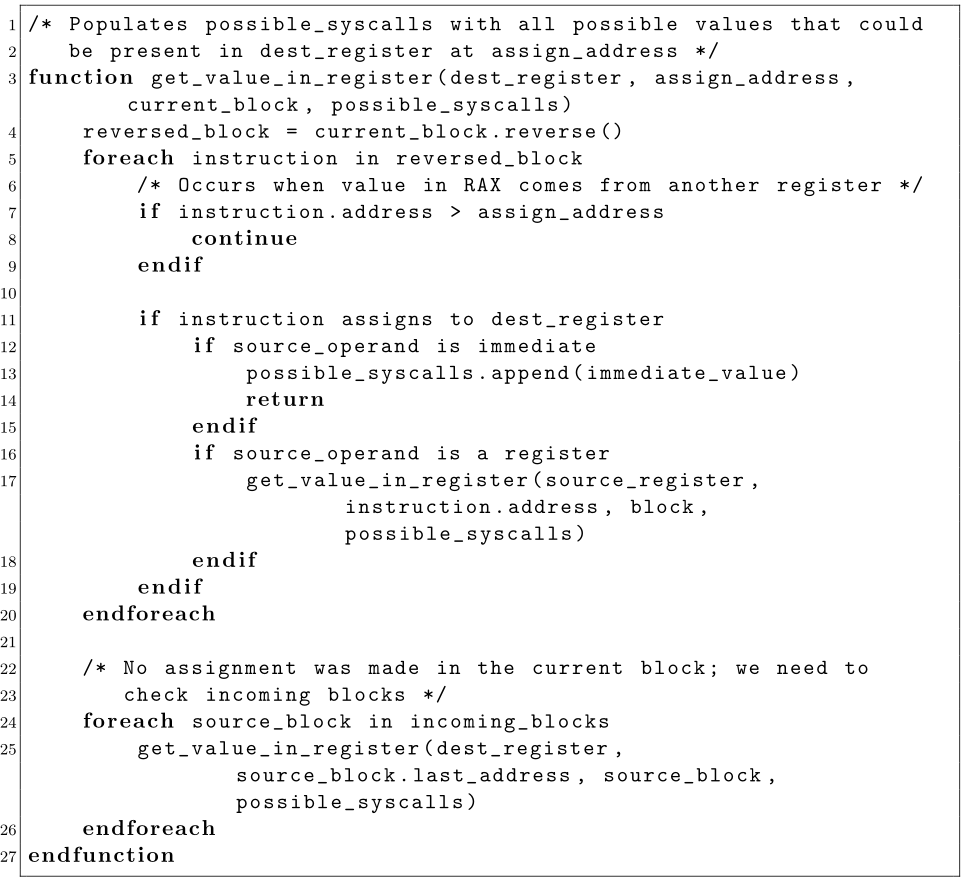 1 /* Populates possible_syscalls with all possible values that could
2 be present in dest_register at assign_address */
3 function get_value_in_register(dest_register, assign_address,
current_block, possible_syscalls)
4 reversed_block = current_block.reverse()
5 foreach instruction in reversed_block
6 /* Occurs when value in RAX comes from another register */
7 if instruction.address > assign_address
8 continue
9 endif
10
11 if instruction assigns to dest_register
12 if source_operand is immediate
13 possible_syscalls.append(immediate_value)
14 return
15 endif
16 if source_operand is a register
17 get_value_in_register(source_register,
instruction.address, block,
possible_syscalls)
18 endif
19 endif
20 endforeach
21
22 /* No assignment was made in the current block; we need to
23 check incoming blocks */
24 foreach source_block in incoming_blocks
25 get_value_in_register(dest_register,
source_block.last_address, source_block,
possible_syscalls)
26 endforeach
27 endfunction